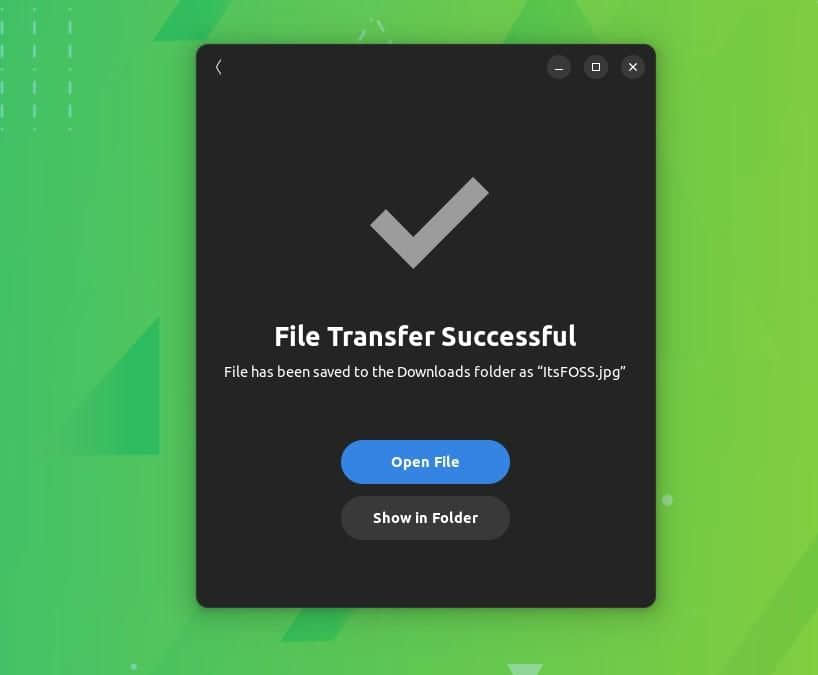 File Transfer Successful
File has been saved to the Downloads folder as “ItsFOSS.jpg”
Open File
Show in Folder